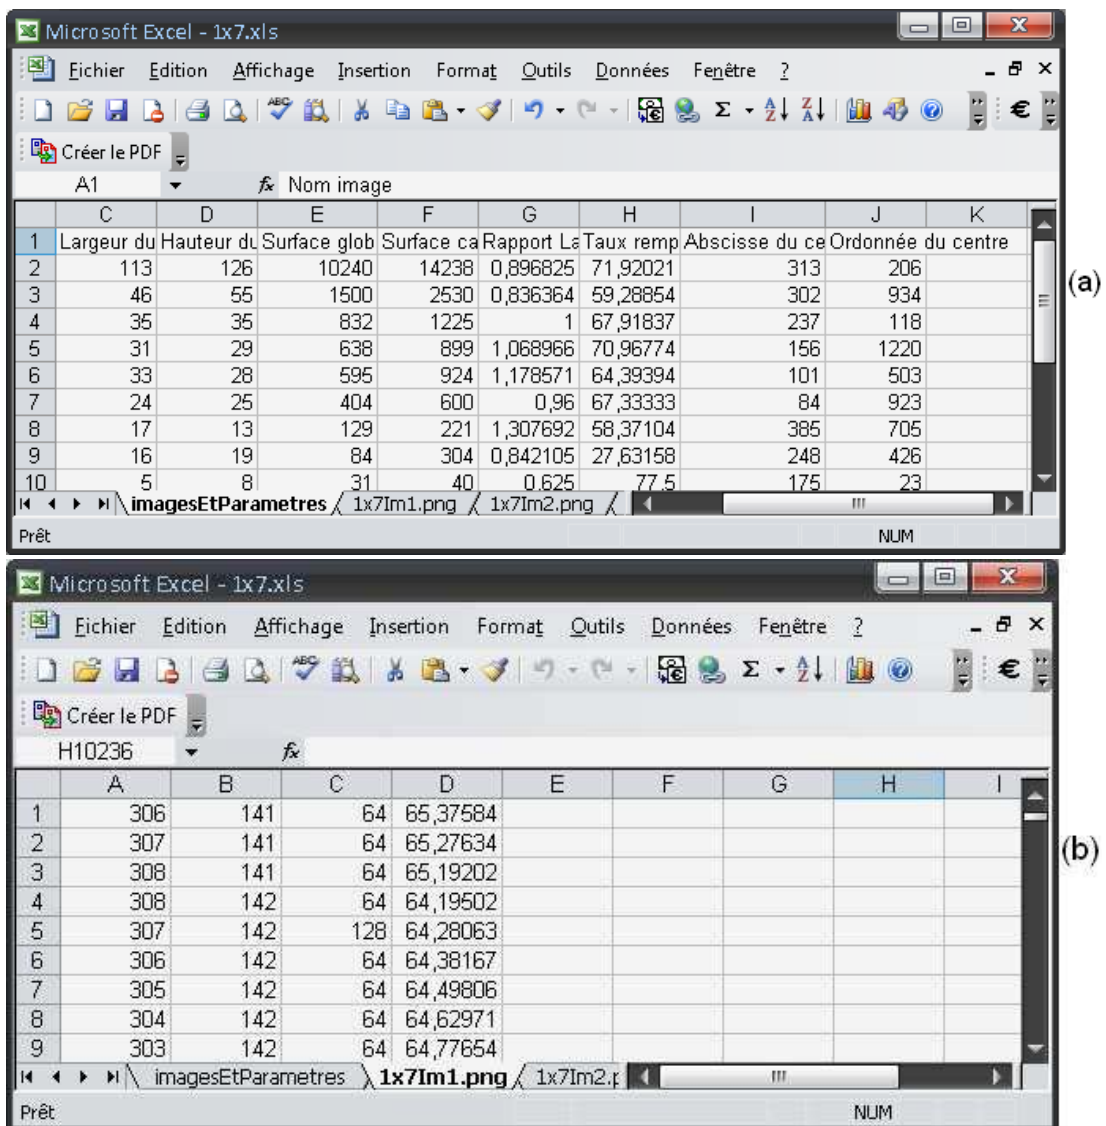 Microsoft Excel - 1x7.xls
Fichier Edition Affichage Insertion Format Outils Données Fenêtre ?
Créer le PDF
A1 fx Nom image
C D E F G H I J K
1 Largeur du Hauteur du Surface glob Surface ca Rapport La Taux remp Abscisse du ce Ordonnée du centre
2 113 126 10240 14238 0,896825 71,92021 313 206
3 46 55 1500 2530 0,836364 59,28854 302 934
4 35 35 832 1225 1 67,91837 237 118
5 31 29 638 899 1,068966 70,96774 156 1220
6 33 28 595 924 1,178571 64,39394 101 503
7 24 25 404 600 0,96 67,33333 84 923
8 17 13 129 221 1,307692 58,37104 385 705
9 16 19 84 304 0,842105 27,63158 248 426
10 5 8 31 40 0,625 77,5 175 23
imagesEtParametres 1x7Im1.png 1x7Im2.png
Prêt NUM
(a)
Microsoft Excel - 1x7.xls
Fichier Edition Affichage Insertion Format Outils Données Fenêtre ?
Créer le PDF
H10236 fx
A B C D E F G H I
1 306 141 64 65,37584
2 307 141 64 65,27634
3 308 141 64 65,19202
4 308 142 64 64,19502
5 307 142 128 64,28063
6 306 142 64 64,38167
7 305 142 64 64,49806
8 304 142 64 64,62971
9 303 142 64 64,77654
imagesEtParametres 1x7Im1.png 1x7Im2.p
Prêt NUM
(b)